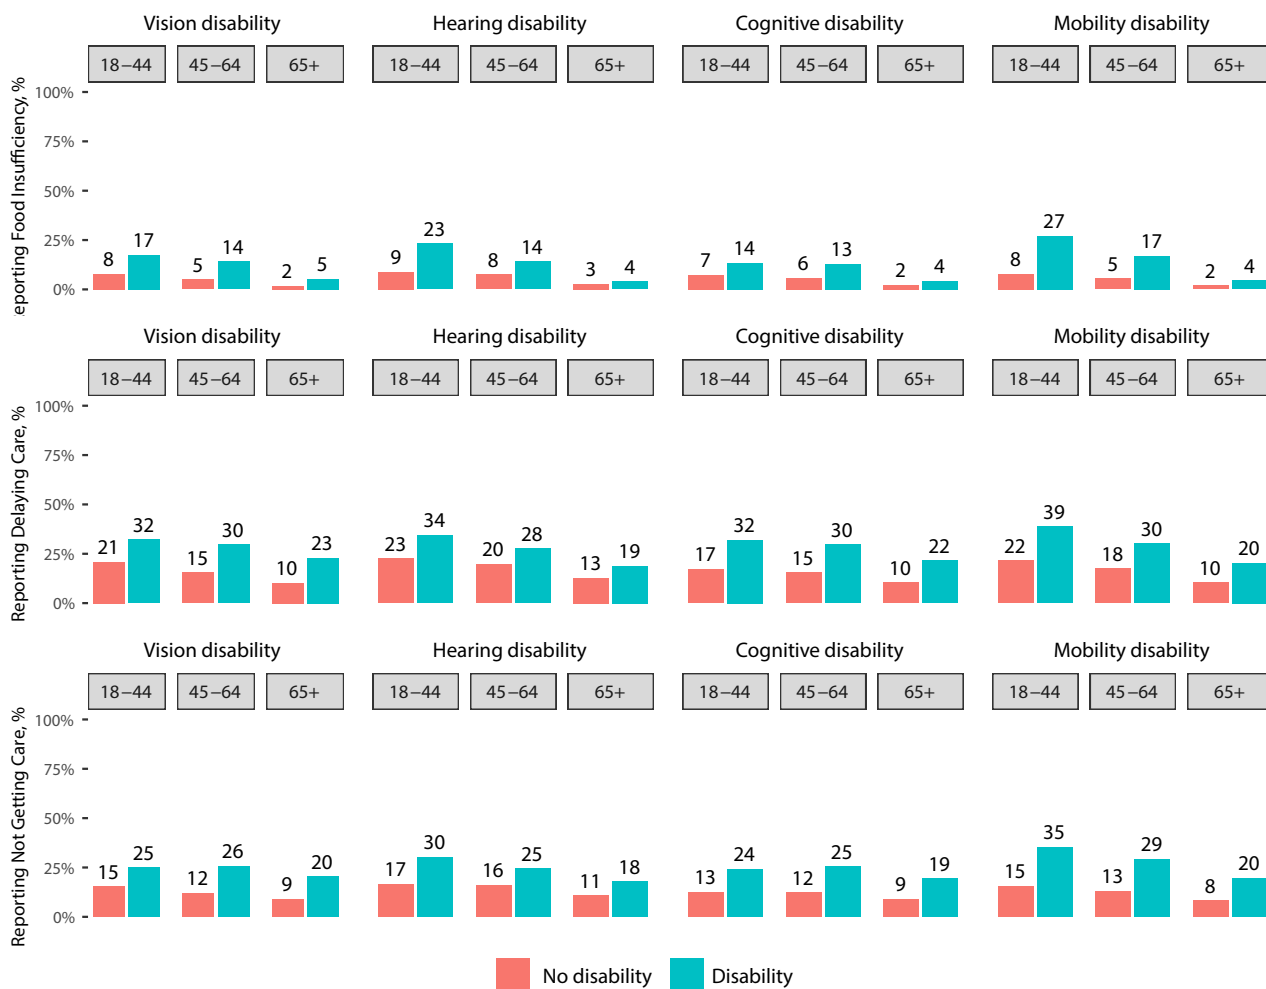 Vision disability Hearing disability Cognitive disability Mobility disability
18–44 45–64 65+ 18–44 45–64 65+ 18–44 45–64 65+ 18–44 45–64 65+
eporting Food Insufficiency, %
100%
75%
50%
25%
0%
8 17 5 14 2 5 9 23 8 14 3 4 7 14 6 13 2 4 8 27 5 17 2 4
Vision disability Hearing disability Cognitive disability Mobility disability
18–44 45–64 65+ 18–44 45–64 65+ 18–44 45–64 65+ 18–44 45–64 65+
Reporting Delaying Care, %
100%
75%
50%
25%
0%
21 32 15 30 10 23 23 34 20 28 13 19 17 32 15 30 10 22 22 39 18 30 10 20
Vision disability Hearing disability Cognitive disability Mobility disability
18–44 45–64 65+ 18–44 45–64 65+ 18–44 45–64 65+ 18–44 45–64 65+
Reporting Not Getting Care, %
100%
75%
50%
25%
0%
15 25 12 26 9 20 17 30 16 25 11 18 13 24 12 25 9 19 15 35 13 29 8 20
No disability Disability